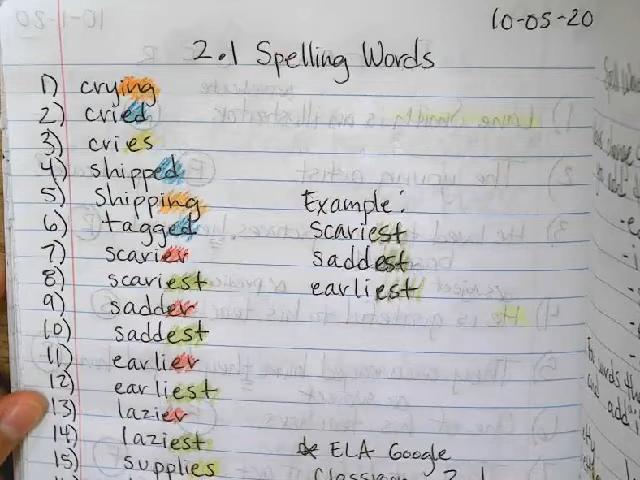 10-05-20
2.1 Spelling Words
1) crying
2) cried
3) cries
4) shipped
5) shipping
6) tagged
7) scarier
8) scariest
9) sadder
10) saddest
11) earlier
12) earliest
13) lazier
14) laziest
15) supplies
Example:
scariest
saddest
earliest
ELA Google